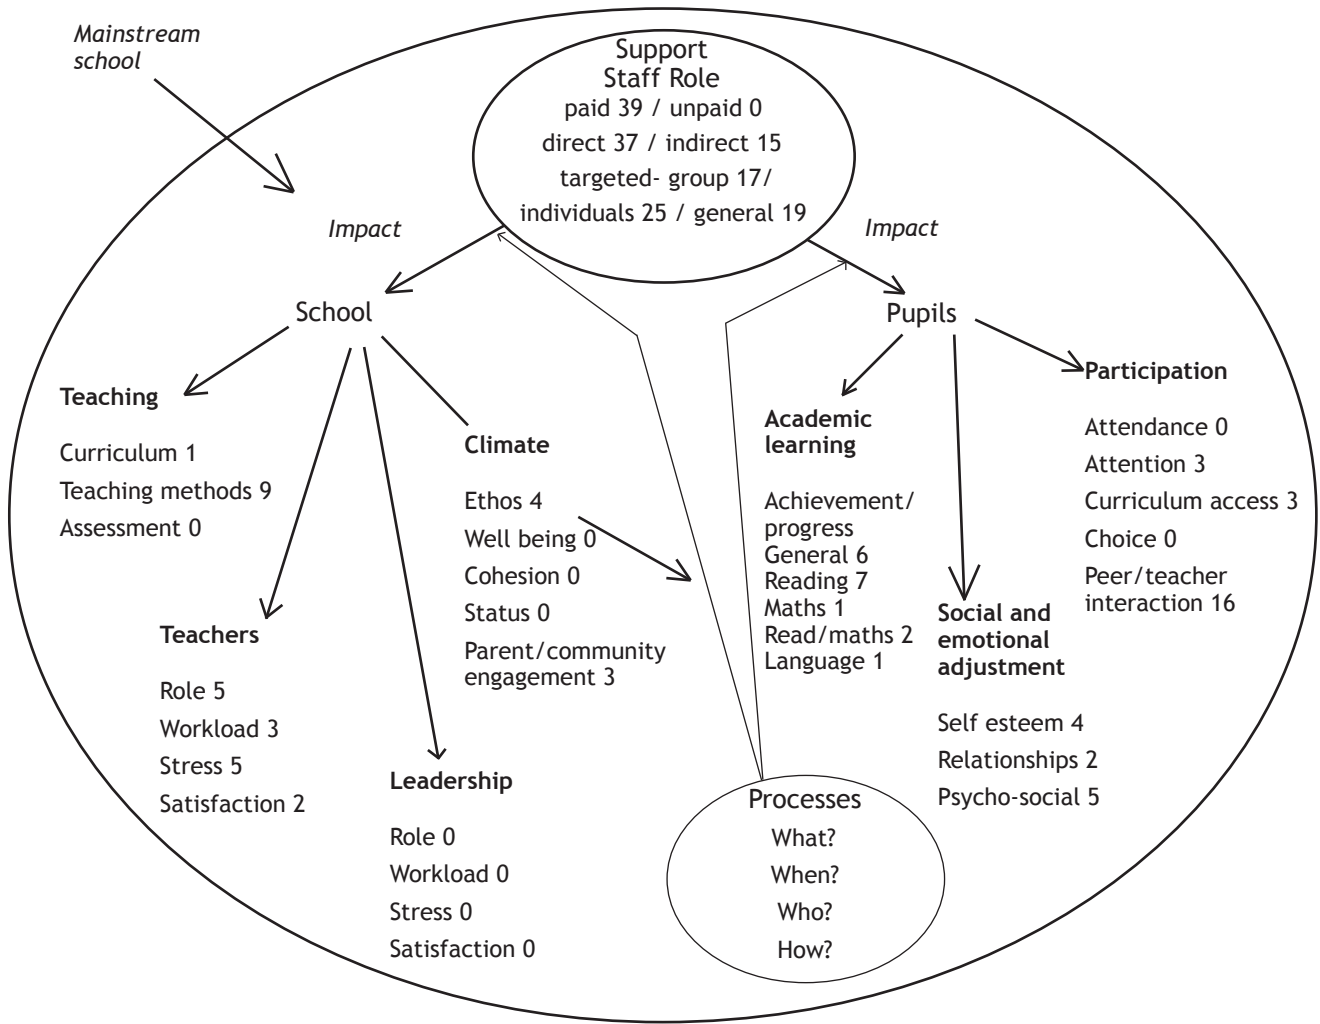 Mainstream
school
Support
Staff Role
paid 39 / unpaid 0
direct 37 / indirect 15
targeted- group 17/
individuals 25 / general 19
Impact
Impact
School
Pupils
Teaching
Curriculum 1
Teaching methods 9
Assessment 0
Teachers
Role 5
Workload 3
Stress 5
Satisfaction 2
Leadership
Role 0
Workload 0
Stress 0
Satisfaction 0
Climate
Ethos 4
Well being 0
Cohesion 0
Status 0
Parent/community
engagement 3
Academic
learning
Achievement/
progress
General 6
Reading 7
Maths 1
Read/maths 2
Language 1
Social and
emotional
adjustment
Self esteem 4
Relationships 2
Psycho-social 5
Participation
Attendance 0
Attention 3
Curriculum access 3
Choice 0
Peer/teacher
interaction 16
Processes
What?
When?
Who?
How?